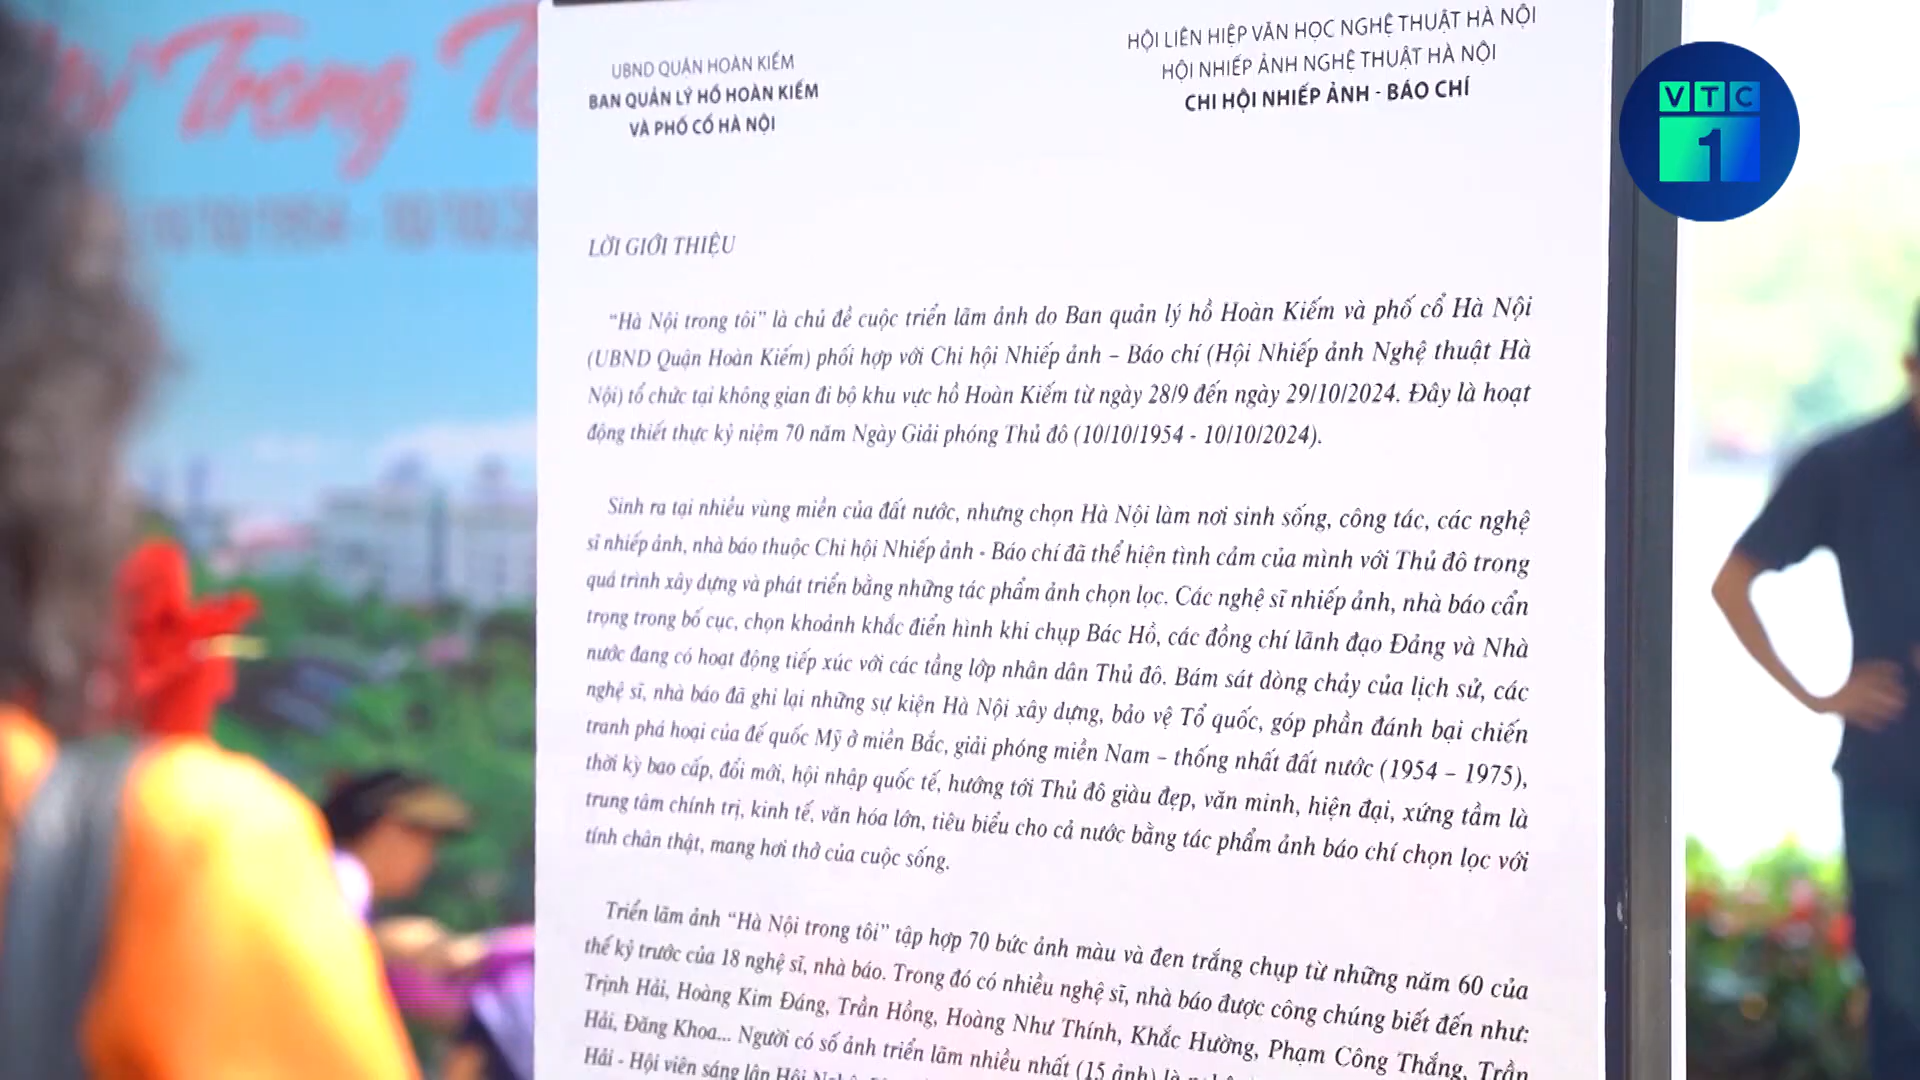 Trong
10/10/1954 - 10/10/
UBND QUẬN HOÀN KIẾM
BAN QUẢN LÝ HỒ HOÀN KIẾM
VÀ PHỐ CỔ HÀ NỘI
HỘI LIÊN HIỆP VĂN HỌC NGHỆ THUẬT HÀ NỘI
HỘI NHIẾP ẢNH NGHỆ THUẬT HÀ NỘI
CHI HỘI NHIẾP ẢNH - BÁO CHÍ
VTC
1
LỜI GIỚI THIỆU
“Hà Nội trong tôi” là chủ đề cuộc triển lãm ảnh do Ban quản lý hồ Hoàn Kiếm và phố cổ Hà Nội
(UBND Quận Hoàn Kiếm) phối hợp với Chi hội Nhiếp ảnh – Báo chí (Hội Nhiếp ảnh Nghệ thuật Hà
Nội) tổ chức tại không gian đi bộ khu vực hồ Hoàn Kiếm từ ngày 28/9 đến ngày 29/10/2024. Đây là hoạt
động thiết thực kỷ niệm 70 năm Ngày Giải phóng Thủ đô (10/10/1954 - 10/10/2024).
Sinh ra tại nhiều vùng miền của đất nước, nhưng chọn Hà Nội làm nơi sinh sống, công tác, các nghệ
sĩ nhiếp ảnh, nhà báo thuộc Chi hội Nhiếp ảnh - Báo chí đã thể hiện tình cảm của mình với Thủ đô trong
quá trình xây dựng và phát triển bằng những tác phẩm ảnh chọn lọc. Các nghệ sĩ nhiếp ảnh, nhà báo cẩn
trọng trong bố cục, chọn khoảnh khắc điển hình khi chụp Bác Hồ, các đồng chí lãnh đạo Đảng và Nhà
nước đang có hoạt động tiếp xúc với các tầng lớp nhân dân Thủ đô. Bám sát dòng chảy của lịch sử, các
nghệ sĩ, nhà báo đã ghi lại những sự kiện Hà Nội xây dựng, bảo vệ Tổ quốc, góp phần đánh bại chiến
tranh phá hoại của đế quốc Mỹ ở miền Bắc, giải phóng miền Nam – thống nhất đất nước (1954 – 1975),
thời kỳ bao cấp, đổi mới, hội nhập quốc tế, hướng tới Thủ đô giàu đẹp, văn minh, hiện đại, xứng tầm là
trung tâm chính trị, kinh tế, văn hóa lớn, tiêu biểu cho cả nước bằng tác phẩm ảnh báo chí chọn lọc với
tính chân thật, mang hơi thở của cuộc sống.
Triển lãm ảnh “Hà Nội trong tôi” tập hợp 70 bức ảnh màu và đen trắng chụp từ những năm 60 của
thế kỷ trước của 18 nghệ sĩ, nhà báo. Trong đó có nhiều nghệ sĩ, nhà báo được công chúng biết đến như:
Trịnh Hải, Hoàng Kim Đáng, Trần Hồng, Hoàng Như Thính, Khắc Hường, Phạm Công Thắng, Trần
Hải, Đăng Khoa... Người có số ảnh triển lãm nhiều nhất (15 ảnh) là
Hải - Hội viên sáng lập Hội